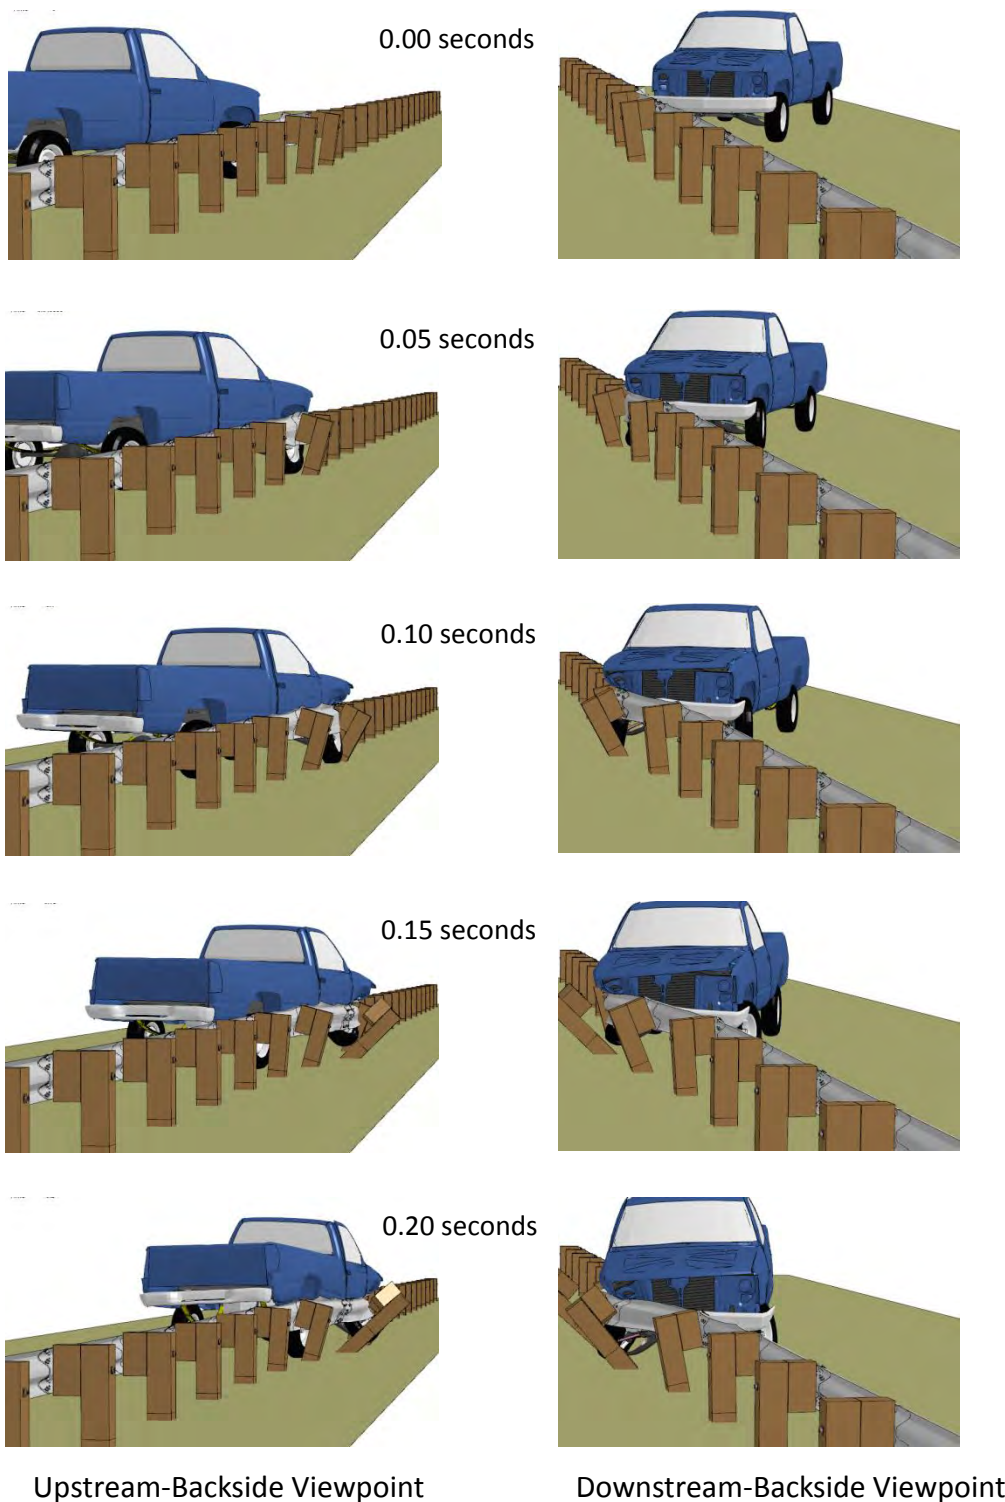 0.00 seconds
0.05 seconds
0.10 seconds
0.15 seconds
0.20 seconds
Upstream-Backside Viewpoint
Downstream-Backside Viewpoint